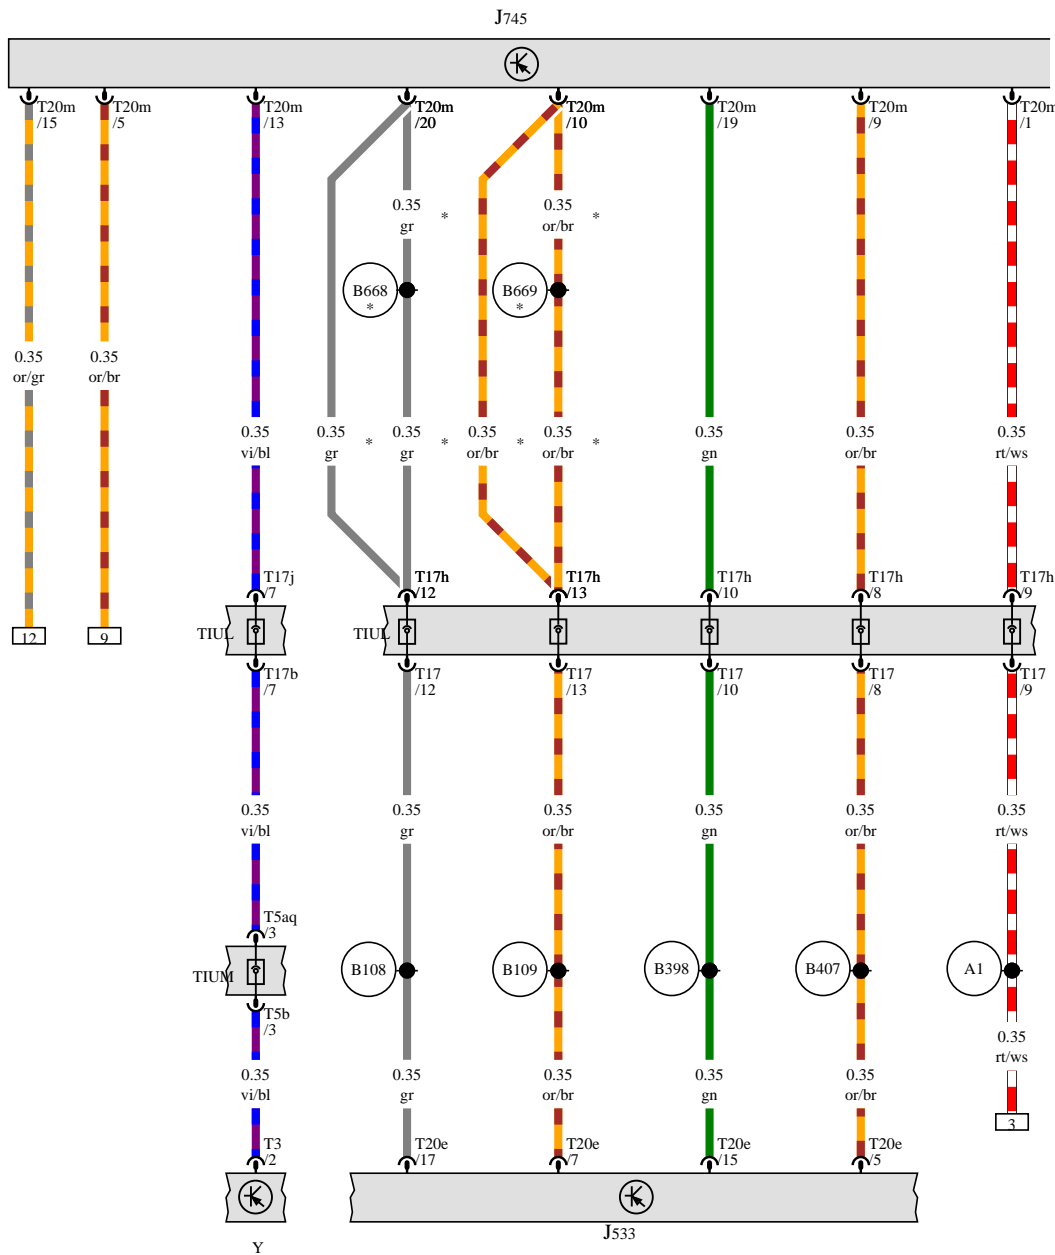 J745
T20m T20m T20m T20m T20m T20m T20m T20m
/15 /5 /13 /20 /10 /19 /9 /1
0.35 0.35
gr * or/br *
B668 B669
* *
0.35 0.35
or/gr or/br
0.35 0.35 * 0.35 * 0.35 * 0.35 * 0.35 0.35 0.35
vi/bl gr gr or/br or/br gn or/br rt/ws
T17j T17h T17h T17h T17h T17h
/7 /12 /13 /10 /8 /9
12 9 TIUL TIUL
T17b T17 T17 T17 T17 T17
/7 /12 /13 /10 /8 /9
0.35 0.35 0.35 0.35 0.35 0.35
vi/bl gr or/br gn or/br rt/ws
T5aq
/3
TIUM B108 B109 B398 B407 A1
T5b
/3
0.35
rt/ws
0.35 0.35 0.35 0.35 0.35
vi/bl gr or/br gn or/br
3
T3 T20e T20e T20e T20e
/2 /17 /7 /15 /5
J533
Y